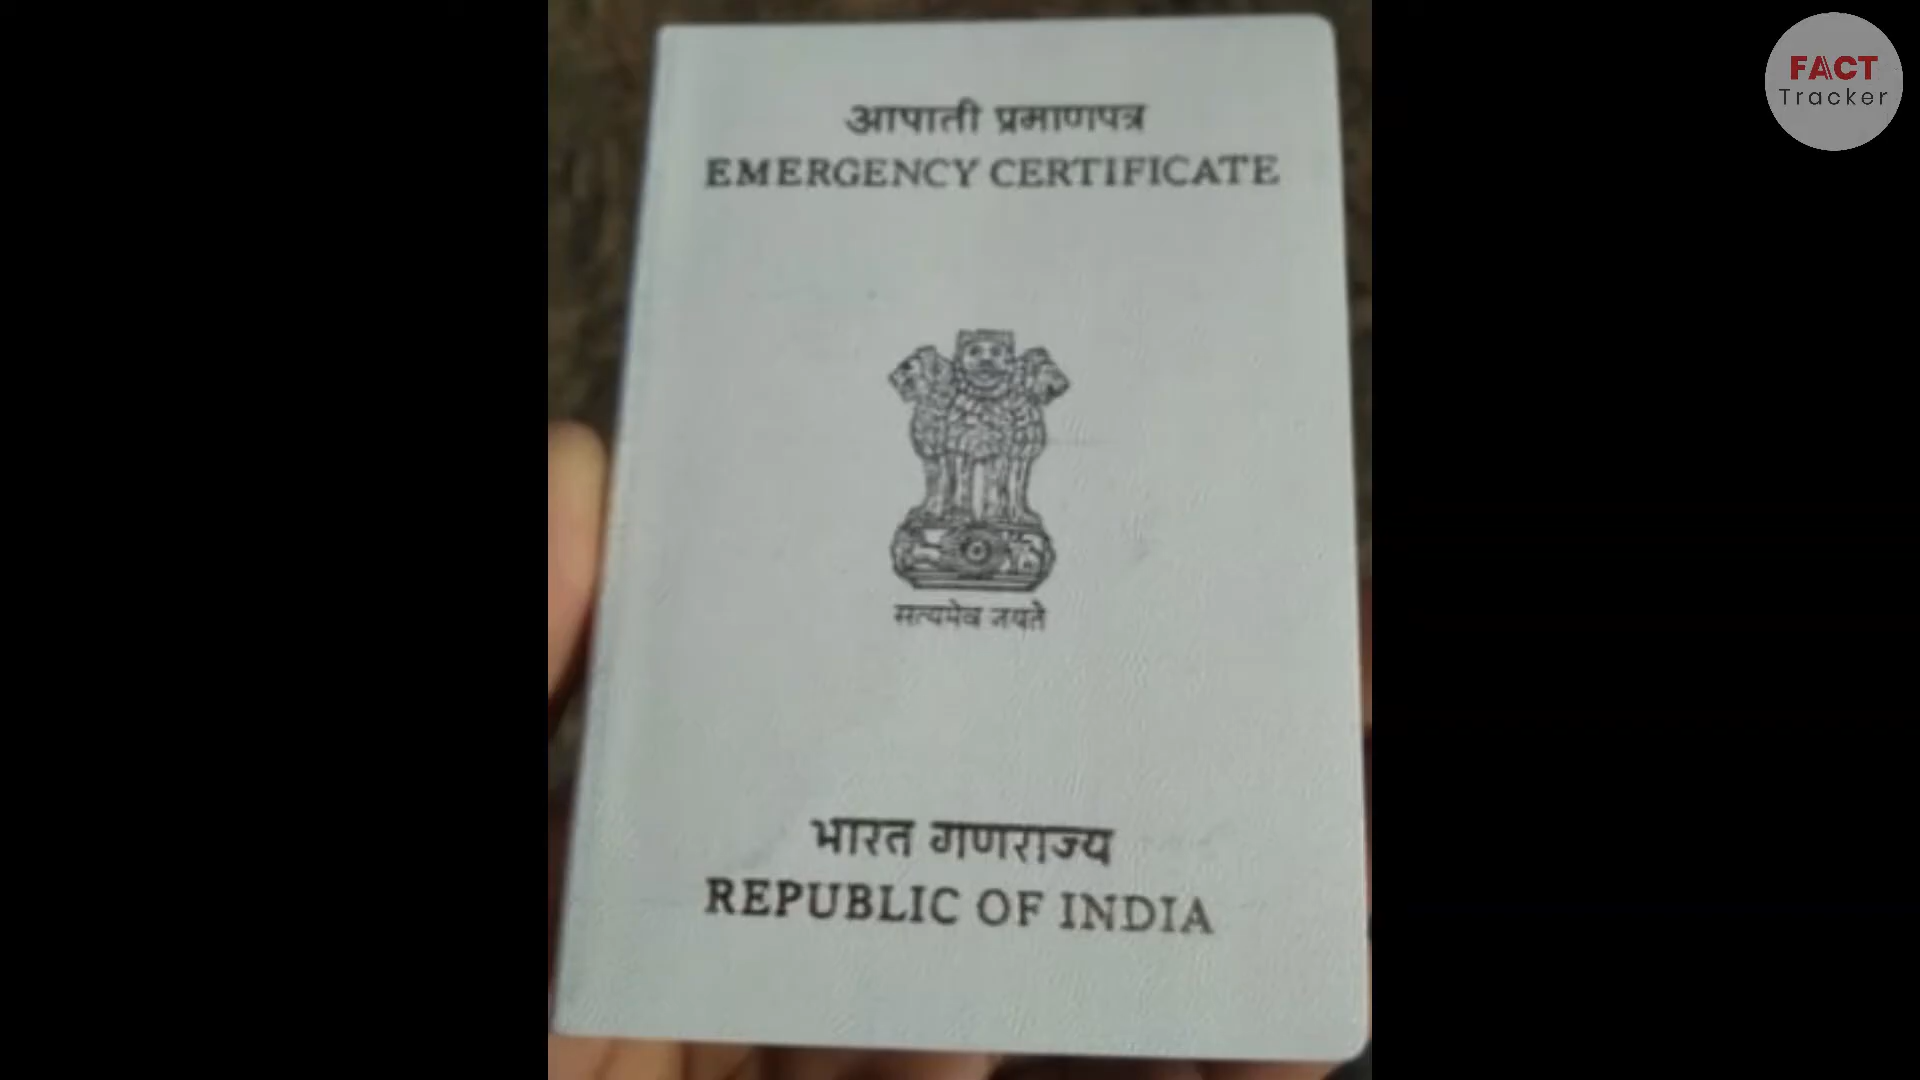 आपाती प्रमाणपत्र
EMERGENCY CERTIFICATE
सत्यमेव जयते
भारत गणराज्य
REPUBLIC OF INDIA
FACT
Tracker